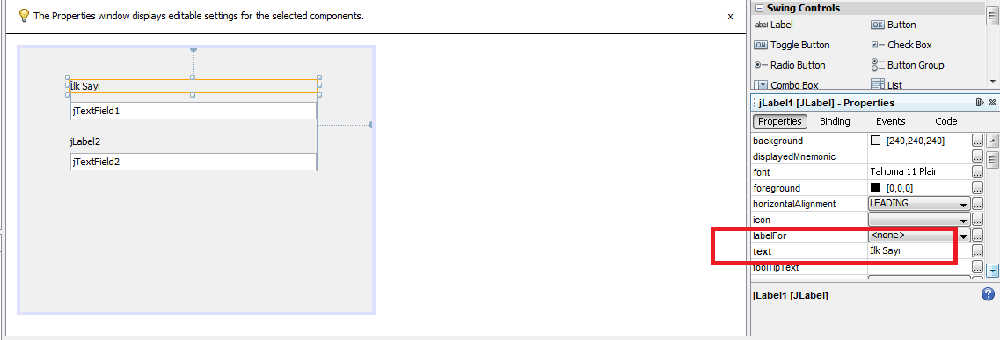 The Properties window displays editable settings for the selected components.
x
İlk Sayı
jTextField1
jLabel2
jTextField2
Swing Controls
label Label
OK Button
ON Toggle Button
Check Box
Radio Button
Button Group
Combo Box
List
jLabel1 [JLabel] - Properties
Properties Binding Events Code
background [240,240,240] ...
displayedMnemonic ...
font Tahoma 11 Plain ...
foreground [0,0,0] ...
horizontalAlignment LEADING ...
icon ...
labelFor <none> ...
text İlk Sayı ...
toolTipText ...
jLabel1 [JLabel]
?